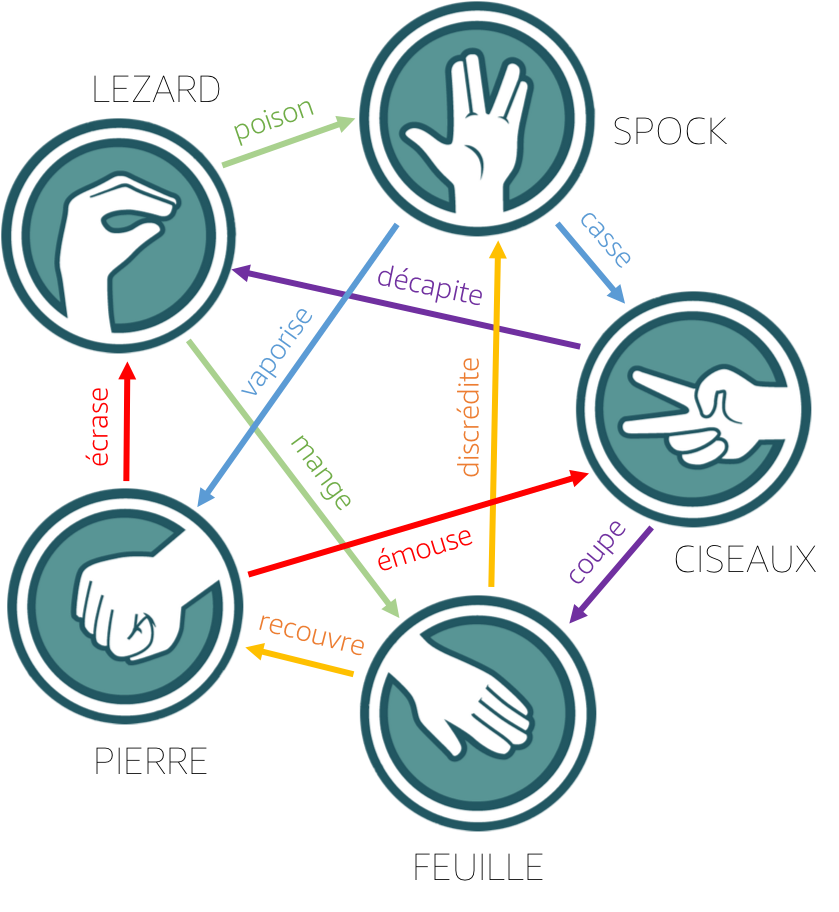 LEZARD
poison
SPOCK
casse
décapite
vaporise
discrédite
écrase
mange
émouse
coupe
CISEAUX
recouvre
PIERRE
FEUILLE